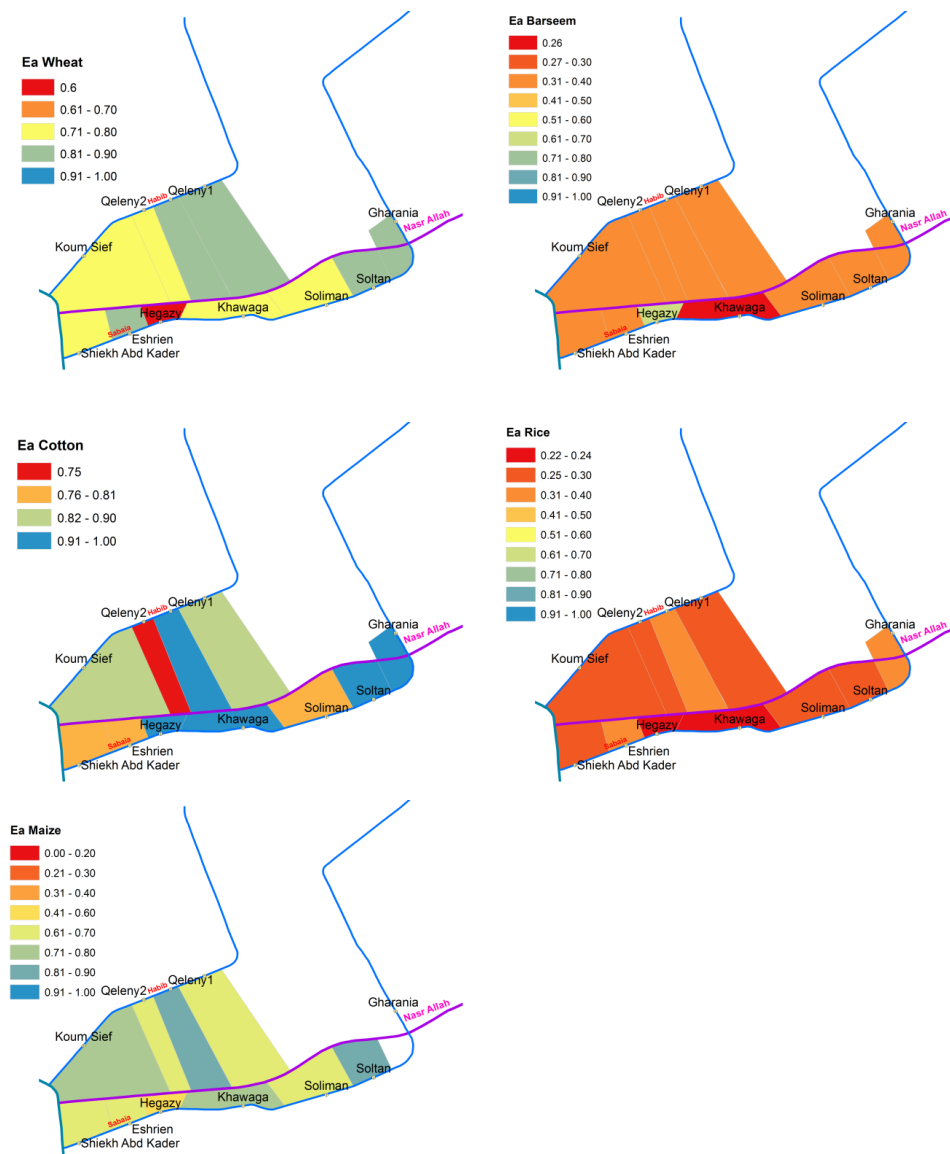 Ea Wheat
0.6
0.61 - 0.70
0.71 - 0.80
0.81 - 0.90
0.91 - 1.00
Qeleny2
Habib
Qeleny1
Gharania
Nasr Allah
Koum Sief
Soltan
Soliman
Khawaga
Hegazy
Sabaia
Eshrien
Shiekh Abd Kader
Ea Barseem
0.26
0.27 - 0.30
0.31 - 0.40
0.41 - 0.50
0.51 - 0.60
0.61 - 0.70
0.71 - 0.80
0.81 - 0.90
0.91 - 1.00
Qeleny2
Habib
Qeleny1
Gharania
Nasr Allah
Koum Sief
Soltan
Soliman
Khawaga
Hegazy
Sabaia
Eshrien
Shiekh Abd Kader
Ea Cotton
0.75
0.76 - 0.81
0.82 - 0.90
0.91 - 1.00
Qeleny2
Habib
Qeleny1
Gharania
Nasr Allah
Koum Sief
Soltan
Soliman
Khawaga
Hegazy
Sabaia
Eshrien
Shiekh Abd Kader
Ea Rice
0.22 - 0.24
0.25 - 0.30
0.31 - 0.40
0.41 - 0.50
0.51 - 0.60
0.61 - 0.70
0.71 - 0.80
0.81 - 0.90
0.91 - 1.00
Qeleny2
Habib
Qeleny1
Gharania
Nasr Allah
Koum Sief
Soltan
Soliman
Khawaga
Hegazy
Sabaia
Eshrien
Shiekh Abd Kader
Ea Maize
0.00 - 0.20
0.21 - 0.30
0.31 - 0.40
0.41 - 0.60
0.61 - 0.70
0.71 - 0.80
0.81 - 0.90
0.91 - 1.00
Qeleny2
Habib
Qeleny1
Gharania
Nasr Allah
Koum Sief
Soltan
Soliman
Khawaga
Hegazy
Sabaia
Eshrien
Shiekh Abd Kader